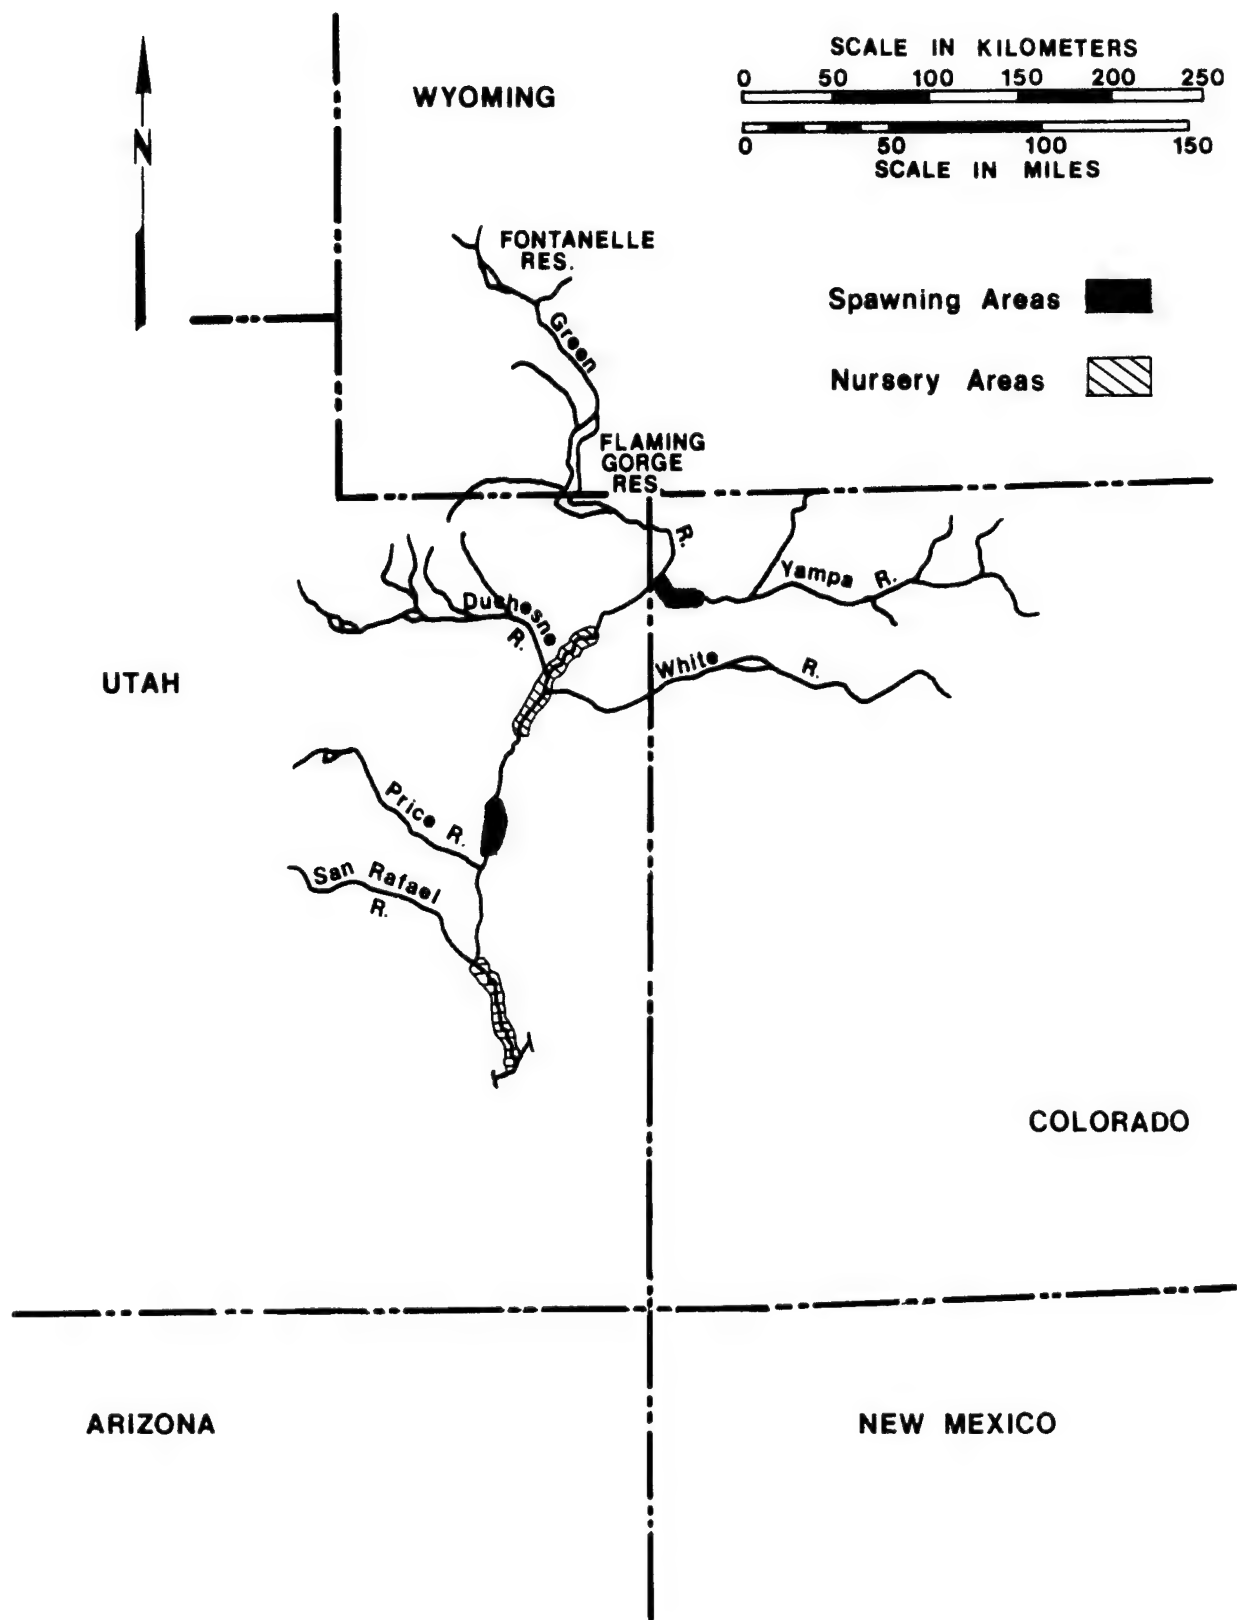 SCALE IN KILOMETERS
0 50 100 150 200 250
0 50 100 150
SCALE IN MILES
N
WYOMING
FONTANELLE
RES.
Green
Spawning Areas
Nursery Areas
FLAMING
GORGE
RES.
R.
Yampa R.
Duchesne
R.
White R.
UTAH
Price R.
San Rafael
R.
COLORADO
ARIZONA
NEW MEXICO